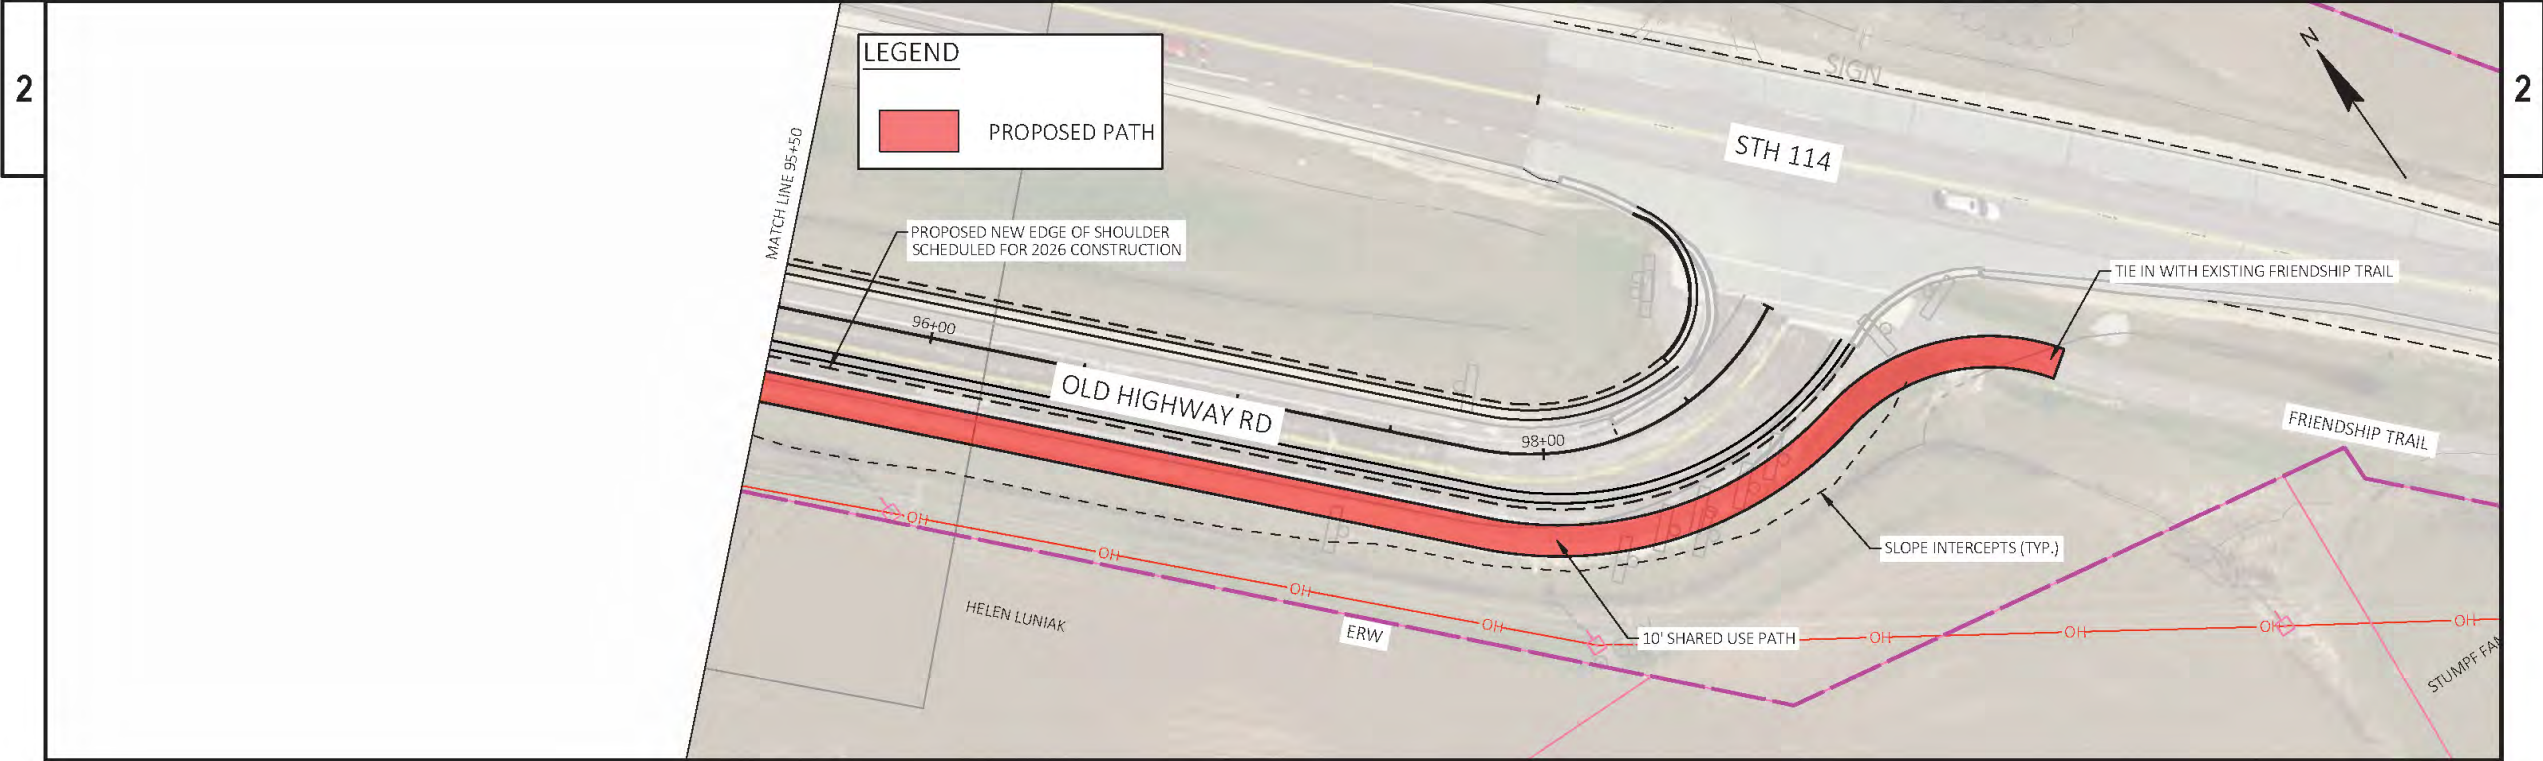 2
2
LEGEND
PROPOSED PATH
N
SIGN
STH 114
MATCH LINE 95+50
PROPOSED NEW EDGE OF SHOULDER
SCHEDULED FOR 2026 CONSTRUCTION
TIE IN WITH EXISTING FRIENDSHIP TRAIL
96+00
OLD HIGHWAY RD
98+00
FRIENDSHIP TRAIL
OH
OH
OH
OH
SLOPE INTERCEPTS (TYP.)
HELEN LUNIAK
ERW
10' SHARED USE PATH
OH
OH
OH
OH
STUMPF